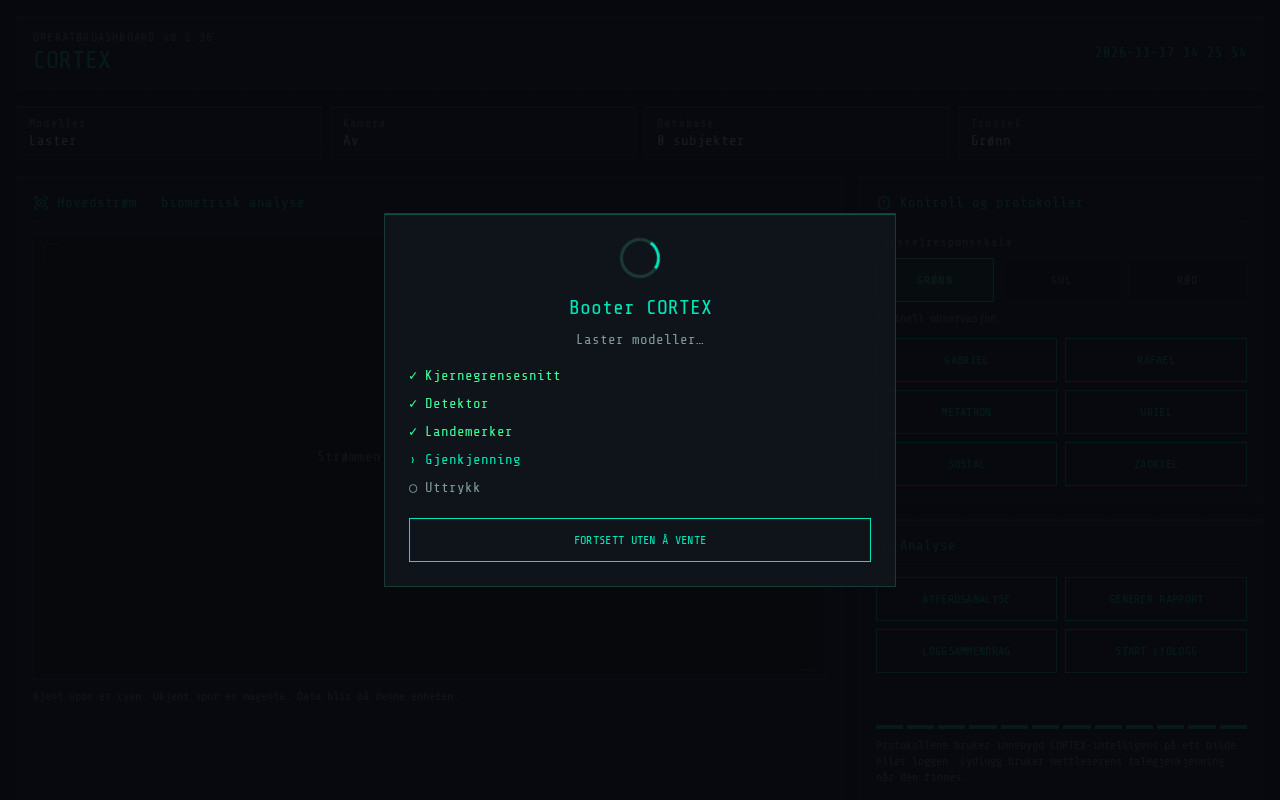 OPERATØRDASHBOARD v8 2 36
CORTEX
2026-11-17 14 25 54
Modeller
Laster
Kamera
Av
Database
0 subjekter
Trussel
Grønn
Hovedstrøm biometrisk analyse
Kontroll og protokoller
GRØNN
GUL
RØD
Strømmen
Booter CORTEX
Laster modeller…
✓ Kjernegrensesnitt
✓ Detektor
✓ Landemerker
› Gjenkjenning
○ Uttrykk
FORTSETT UTEN Å VENTE
GABRIEL
RAFAEL
METATRON
URIEL
SOSIAL
ZADKIEL
Analyse
ATFERDSANALYSE
GENERER RAPPORT
LOGGSAMMENDRAG
START LYDLOGG
Kjent spor er cyan Ukjent spor er magenta Data blir på denne enheten
Protokollene bruker innebygd CORTEX-intelligens på ett bilde
eller loggen Lydlogg bruker nettleserens talegjenkjenning
når den finnes